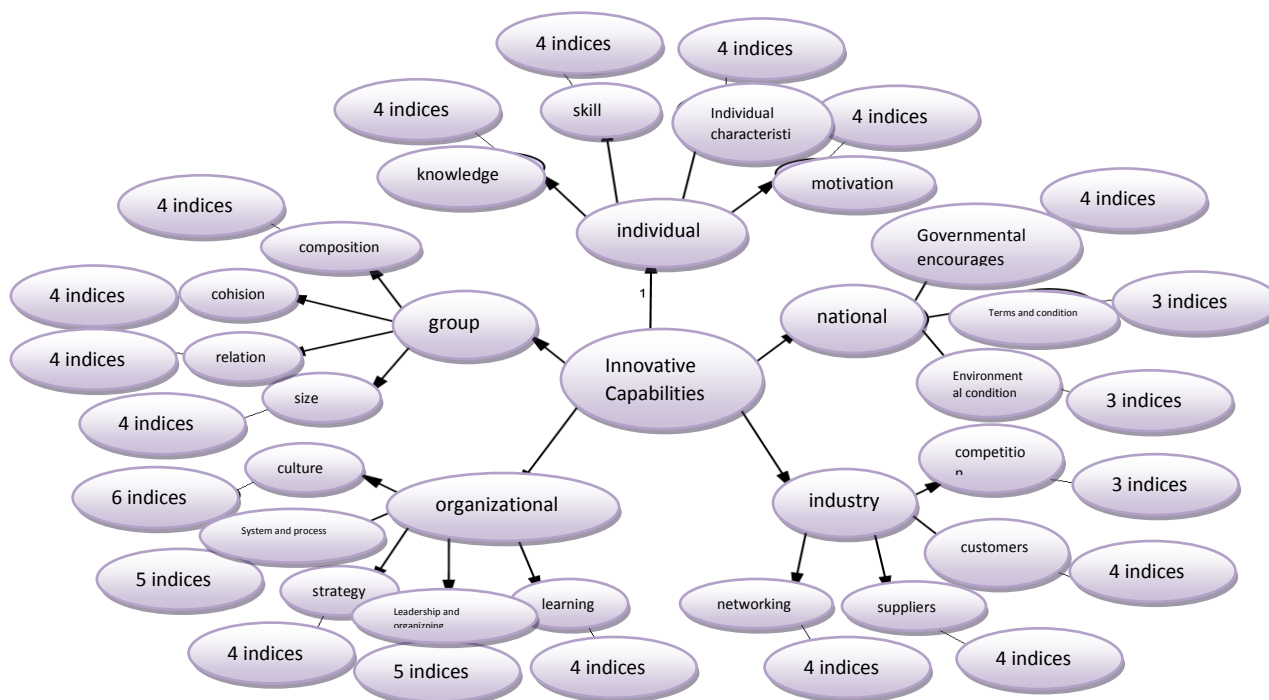 4 indices
4 indices
4 indices
skill
Individual
characteristi
4 indices
4 indices
knowledge
motivation
4 indices
4 indices
individual
Governmental
encourages
composition
1
4 indices
cohision
group
national
Terms and condition
3 indices
4 indices
relation
Innovative
Capabilities
Environment
al condition
size
3 indices
4 indices
culture
competitio
n
6 indices
organizational
industry
3 indices
System and process
customers
5 indices
strategy
Leadership and
organizning
learning
networking
suppliers
4 indices
4 indices
5 indices
4 indices
4 indices
4 indices